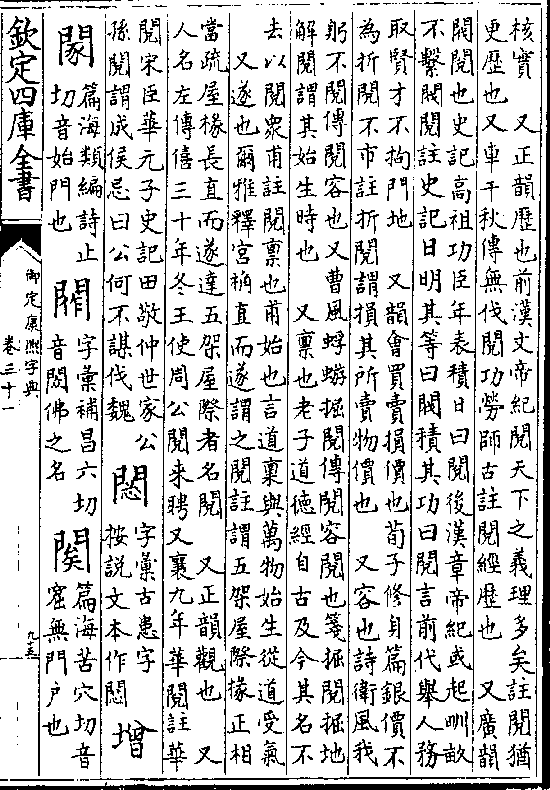 核實　又正韻歷也前漢文帝紀閱天下之義理多矣註閱猶
更歷也又車千秋傳無伐閱功勞師古註閱經歷也　又廣韻
閥閱也史記高祖功臣年表積日曰閱後漢章帝紀或起甽畝
不繫閥閱註史記曰明其等曰閥積其功曰閱言前代舉人務
取賢才不拘門地　又韻會買賣損價也荀子修身篇銀價不
為折閱不市註折閱謂損其所賣物價也　又容也詩衛風我
躬不閱傳閱容也又曹風蜉蝣掘閱傳閱容閱也箋掘閱掘地
解閱謂其始生時也　又稟也老子道德經自古及今其名不
去以閱衆甫註閱稟也甫始也言道稟與萬物始生從道受氣
又遂也爾雅釋宮桷直而遂謂之閱註謂五架屋際椽正相
當疏屋椽長直而遂達五架屋際者名閱　又正韻觀也　又
人名左傳僖三十年冬王使周公閱來聘又襄九年華閱註華
閱宋臣華元子史記田敬仲世家公
孫閱謂成侯忌曰公何不謀伐魏
𨵦
字彙古患字
按說文本作悶
增
䦚
篇海類編詩止
切音始門也
䦧
字彙補昌六切
音閦佛之名
䦪
篇海苦穴切音
窟無門戸也
欽定四庫全書
御定康熙字典
卷三十一
九五